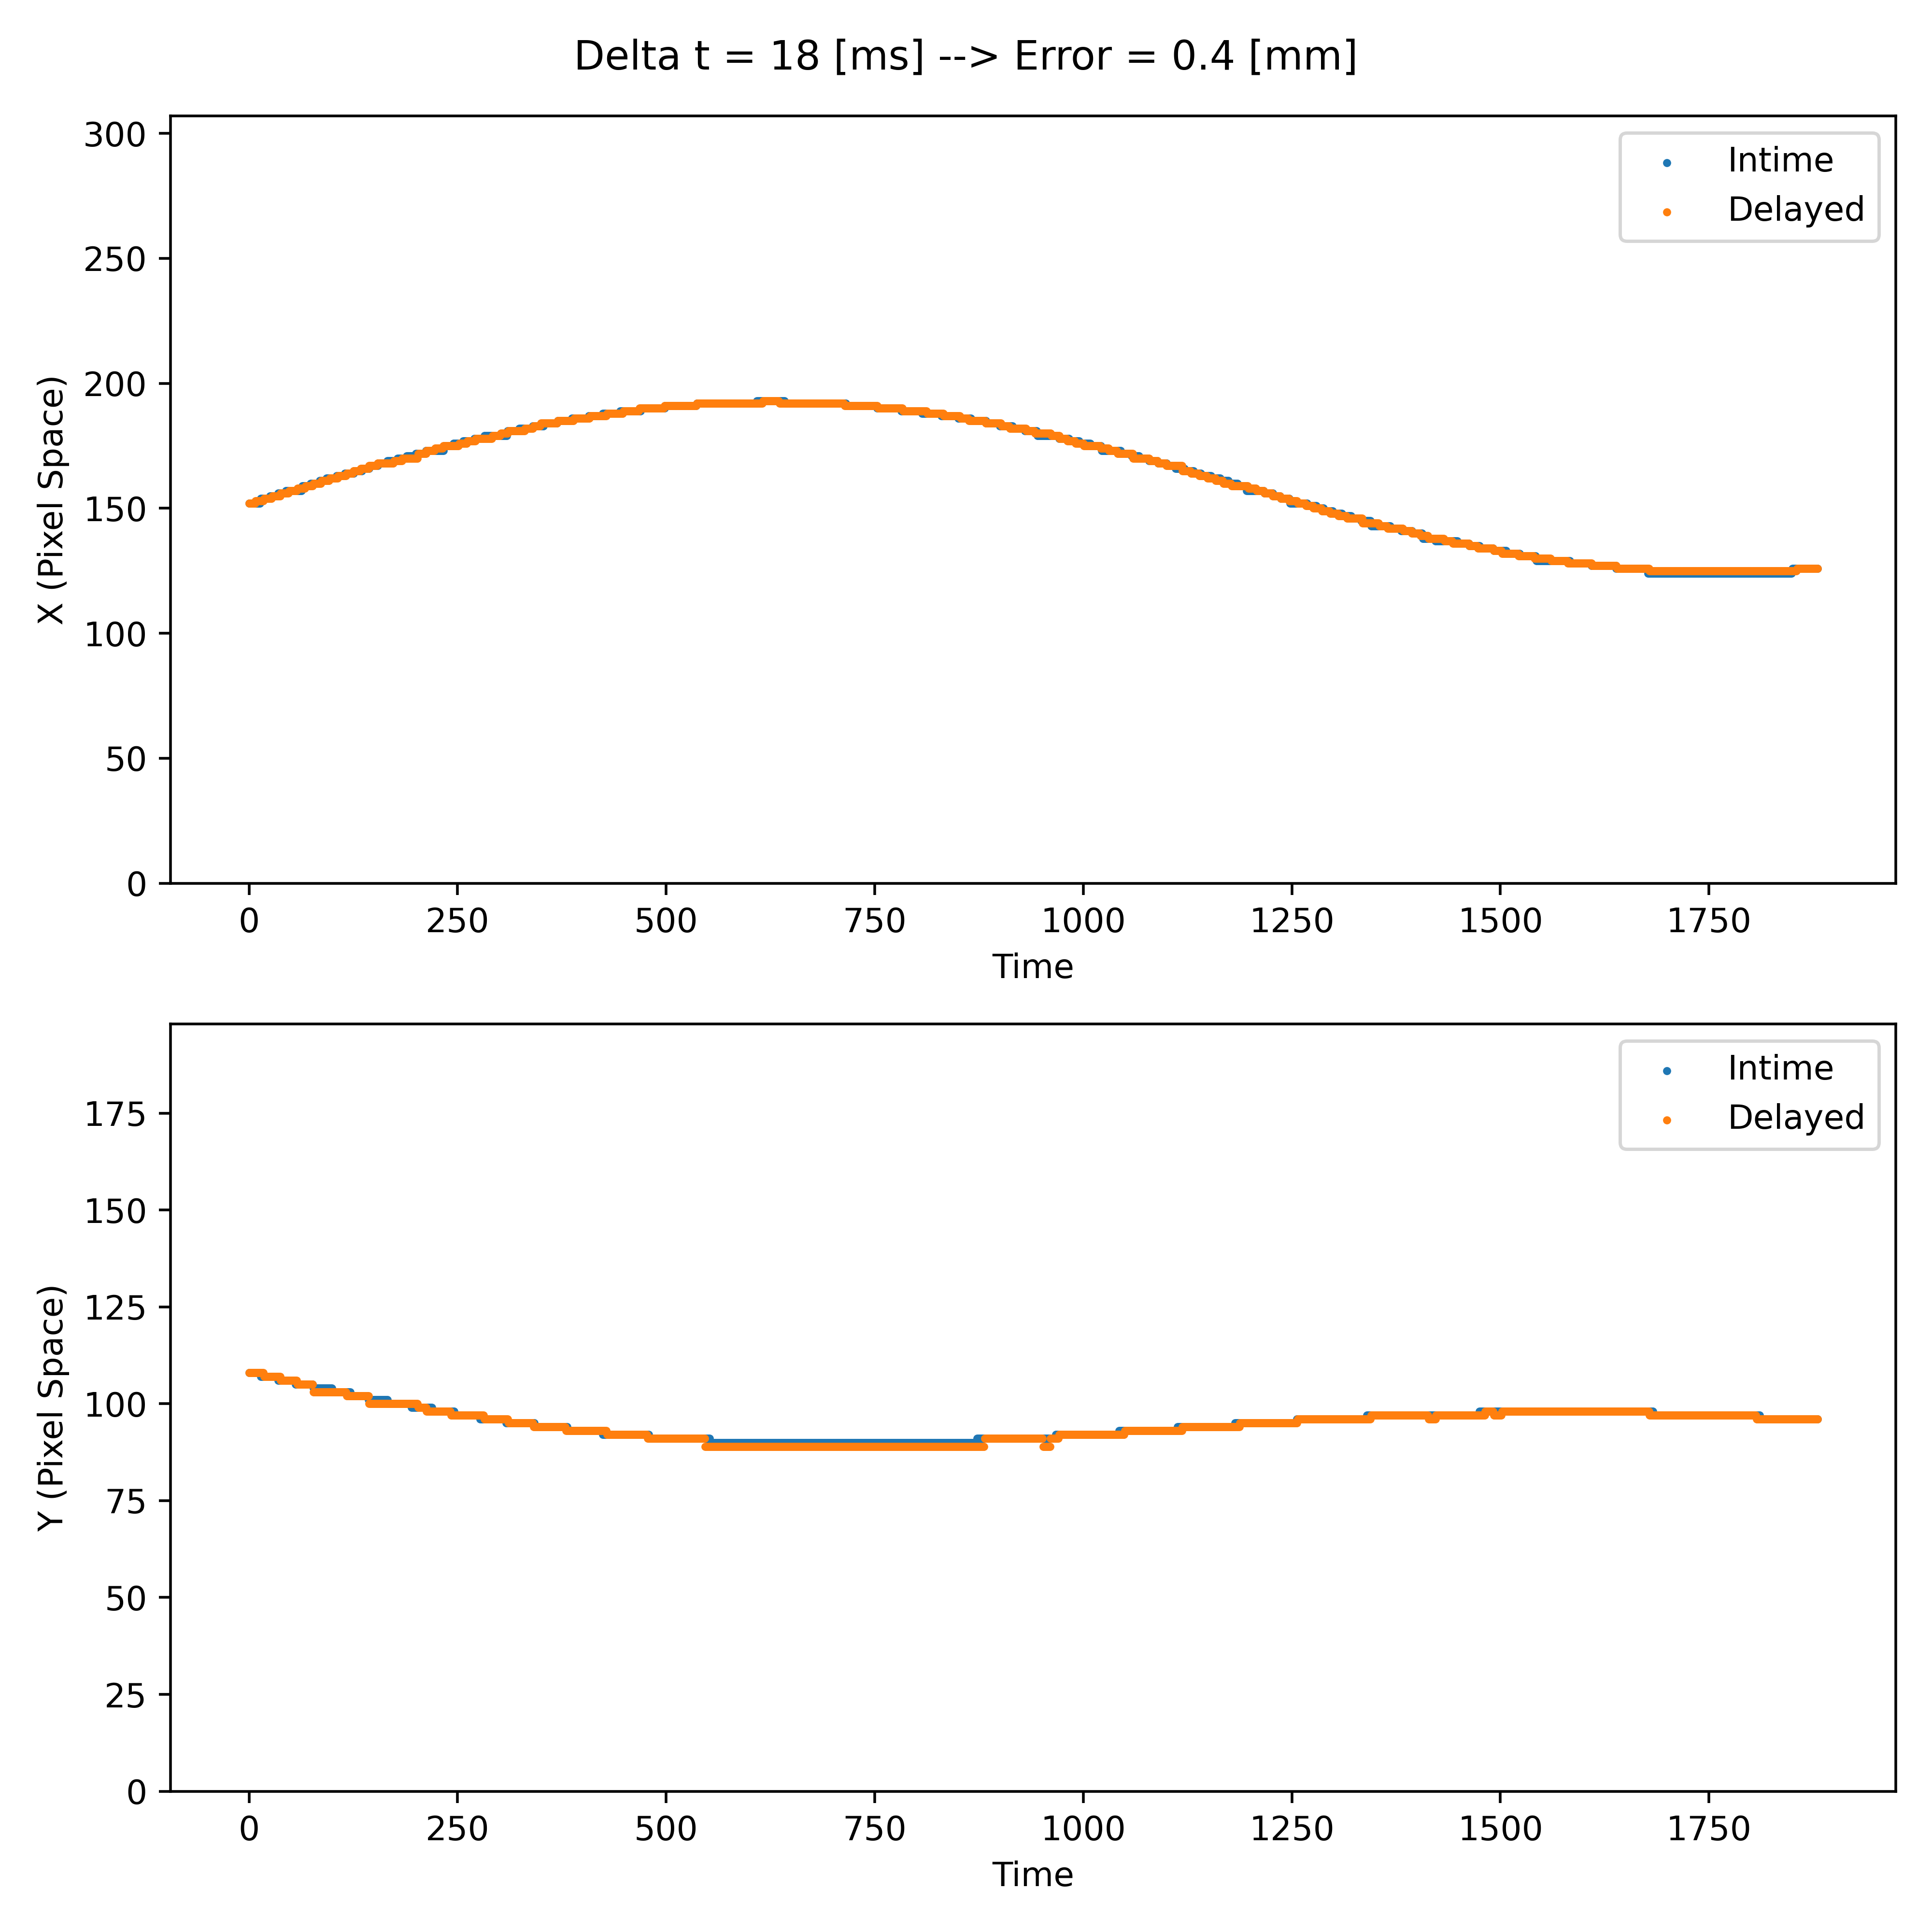 Delta t = 18 [ms] --> Error = 0.4 [mm]
300
250
200
150
100
50
0
X (Pixel Space)
Intime
Delayed
0 250 500 750 1000 1250 1500 1750
Time
175
150
125
100
75
50
25
0
Y (Pixel Space)
Intime
Delayed
0 250 500 750 1000 1250 1500 1750
Time